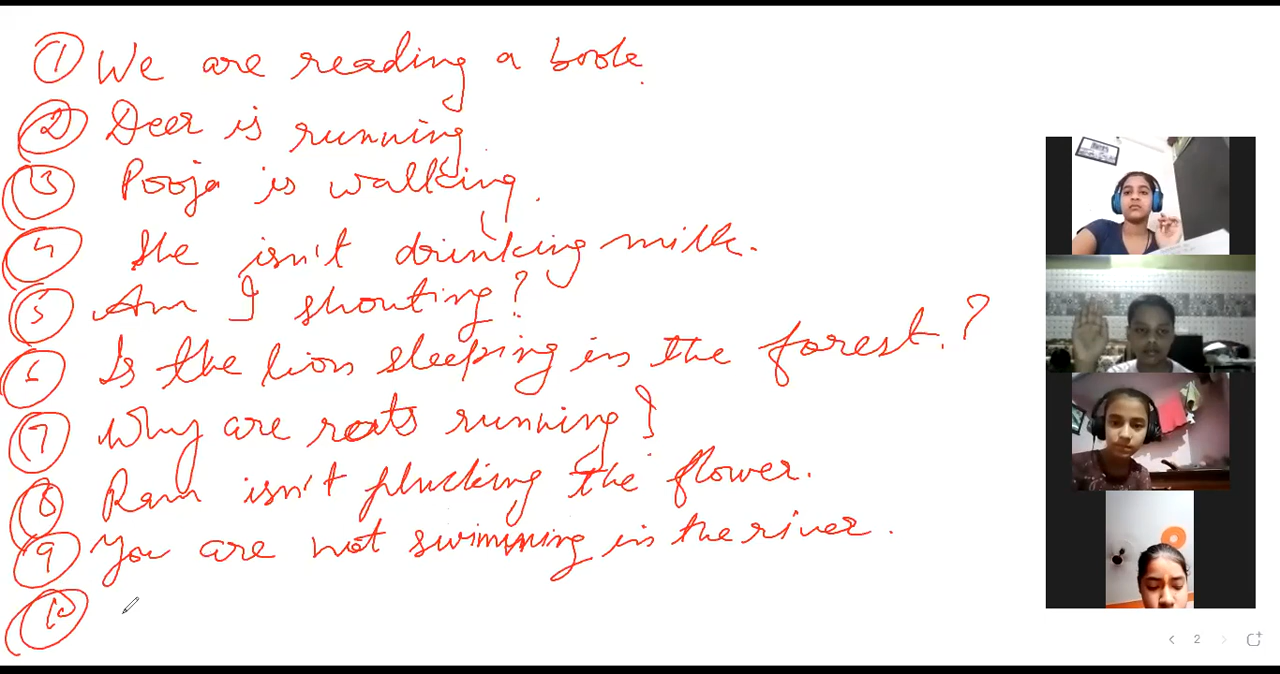 1 We are reading a book.
2 Deer is running.
3 Pooja is walking.
4 She isn't drinking milk.
5 Am I shouting?
6 Is the lion sleeping in the forest.?
7 Why are rats running?
8 Ram isn't plucking the flower.
9 You are not swimming in the river.
10
2